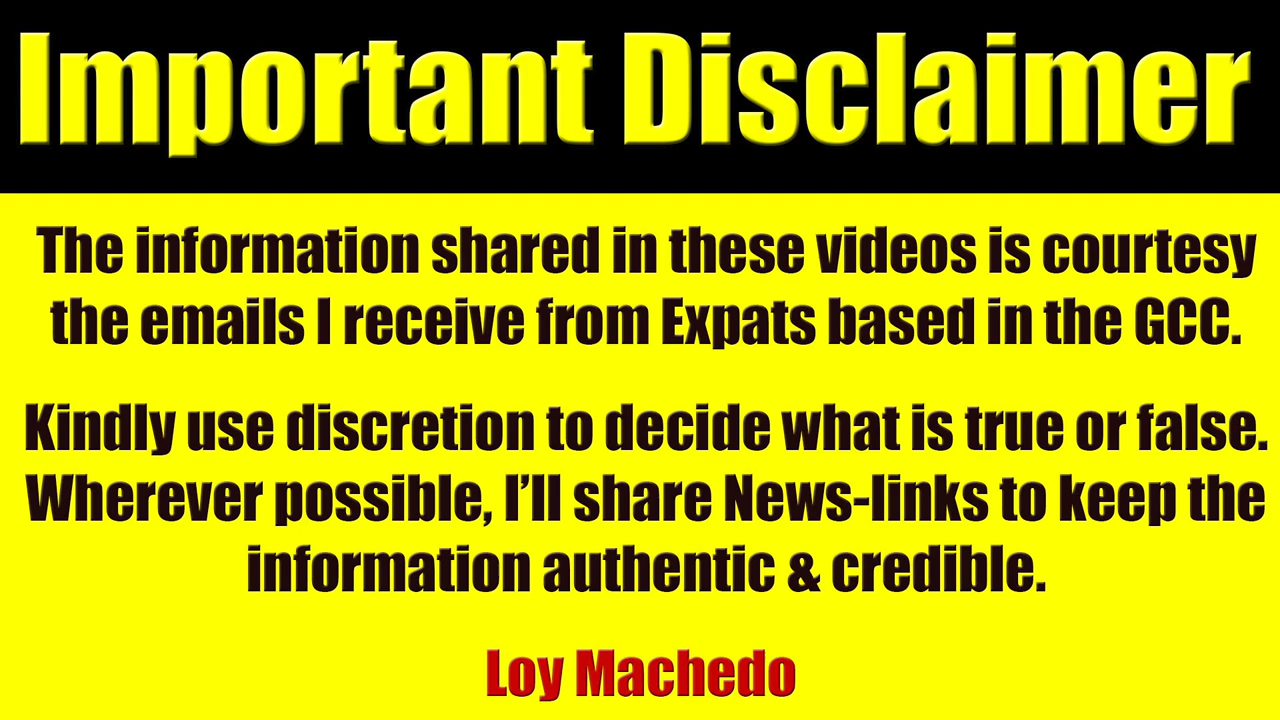 Important Disclaimer
The information shared in these videos is courtesy
the emails I receive from Expats based in the GCC.
Kindly use discretion to decide what is true or false.
Wherever possible, I’ll share News-links to keep the
information authentic & credible.
Loy Machedo